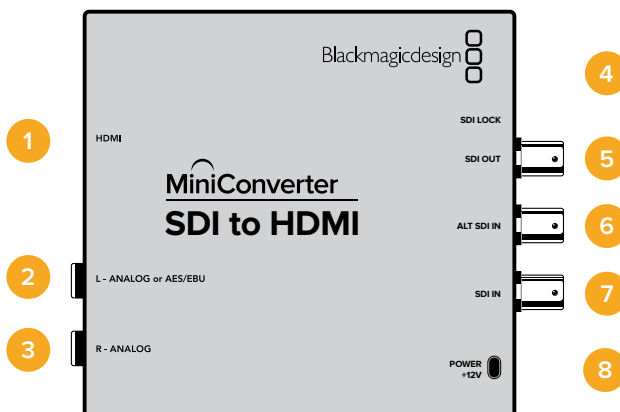 Blackmagicdesign
4
SDI LOCK
1
HDMI
SDI OUT
5
MiniConverter
SDI to HDMI
ALT SDI IN
6
2
L - ANALOG or AES/EBU
SDI IN
7
3
R - ANALOG
POWER
+12V
8